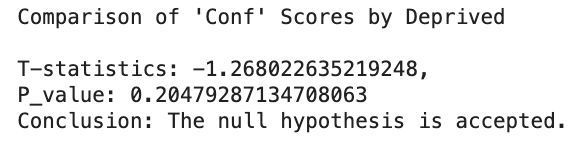 Comparison of 'Conf' Scores by Deprived
T-statistics: -1.268022635219248,
P_value: 0.20479287134708063
Conclusion: The null hypothesis is accepted.